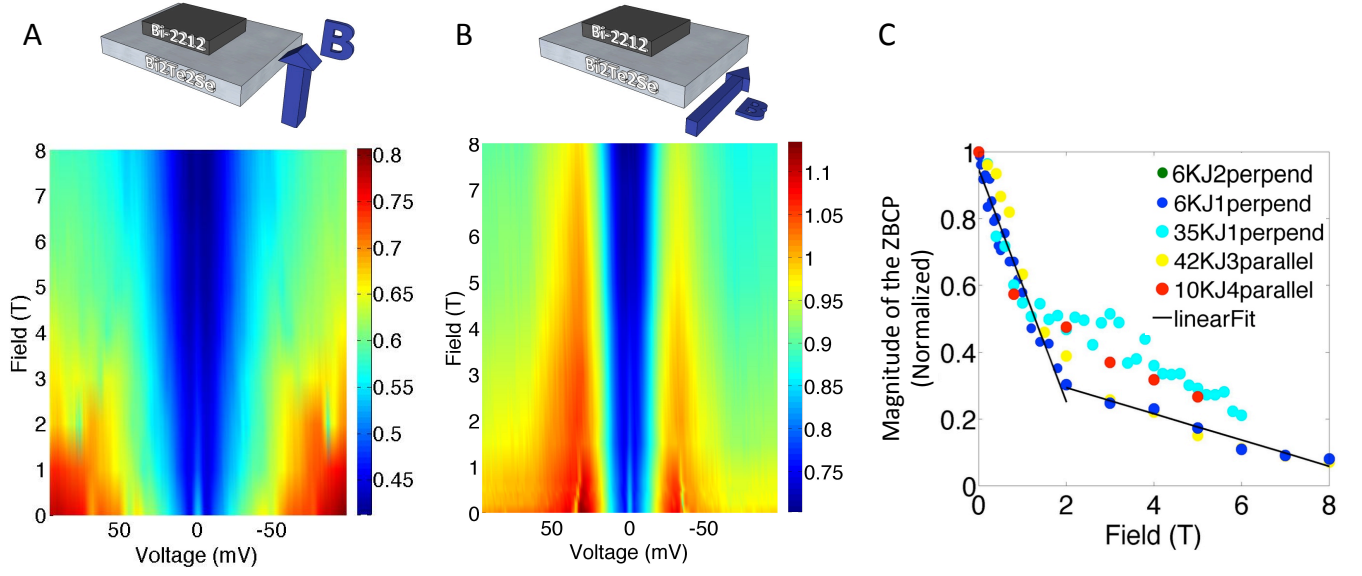 A
Bi-2212
Bi2Te2Se
B
8
7
6
5
4
3
2
1
0
Field (T)
50
0
-50
Voltage (mV)
0.8
0.75
0.7
0.65
0.6
0.55
0.5
0.45
B
Bi-2212
Bi2Te2Se
B
8
7
6
5
4
3
2
1
0
Field (T)
50
0
-50
Voltage (mV)
1.1
1.05
1
0.95
0.9
0.85
0.8
0.75
C
1
0.8
0.6
0.4
0.2
0
Magnitude of the ZBCP
(Normalized)
6KJ2perpend
6KJ1perpend
35KJ1perpend
42KJ3parallel
10KJ4parallel
linearFit
0
2
4
6
8
Field (T)